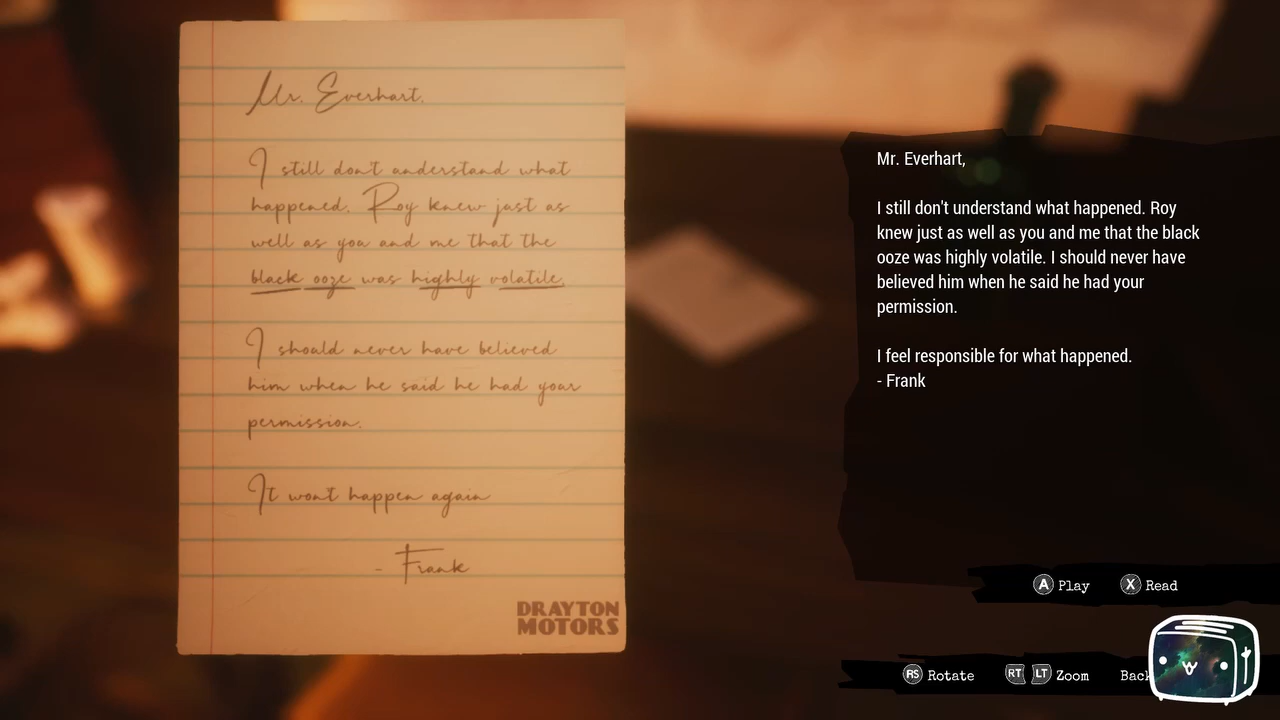 Mr. Everhart,
I still don't understand what
happened. Roy knew just as
well as you and me that the
black ooze was highly volatile.
I should never have believed
him when he said he had your
permission.
It wont happen again
- Frank
DRAYTON
MOTORS
Mr. Everhart,
I still don't understand what happened. Roy
knew just as well as you and me that the black
ooze was highly volatile. I should never have
believed him when he said he had your
permission.
I feel responsible for what happened.
- Frank
A Play X Read
RS Rotate RT LT Zoom Back